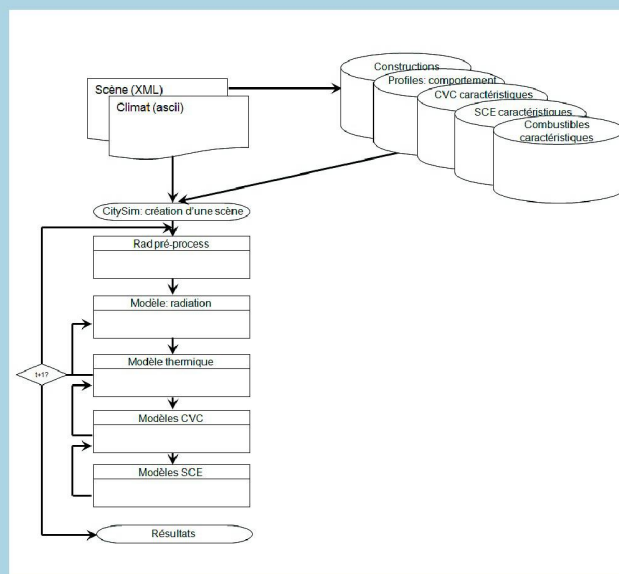 Scène (XML)
Climat (ascii)
Constructions
Profiles: comportement
CVC caractéristiques
SCE caractéristiques
Combustibles
caractéristiques
CitySim: création d'une scène
Rad pré-process
Modèle: radiation
Modèle thermique
t+1?
Modèles CVC
Modèles SCE
Résultats